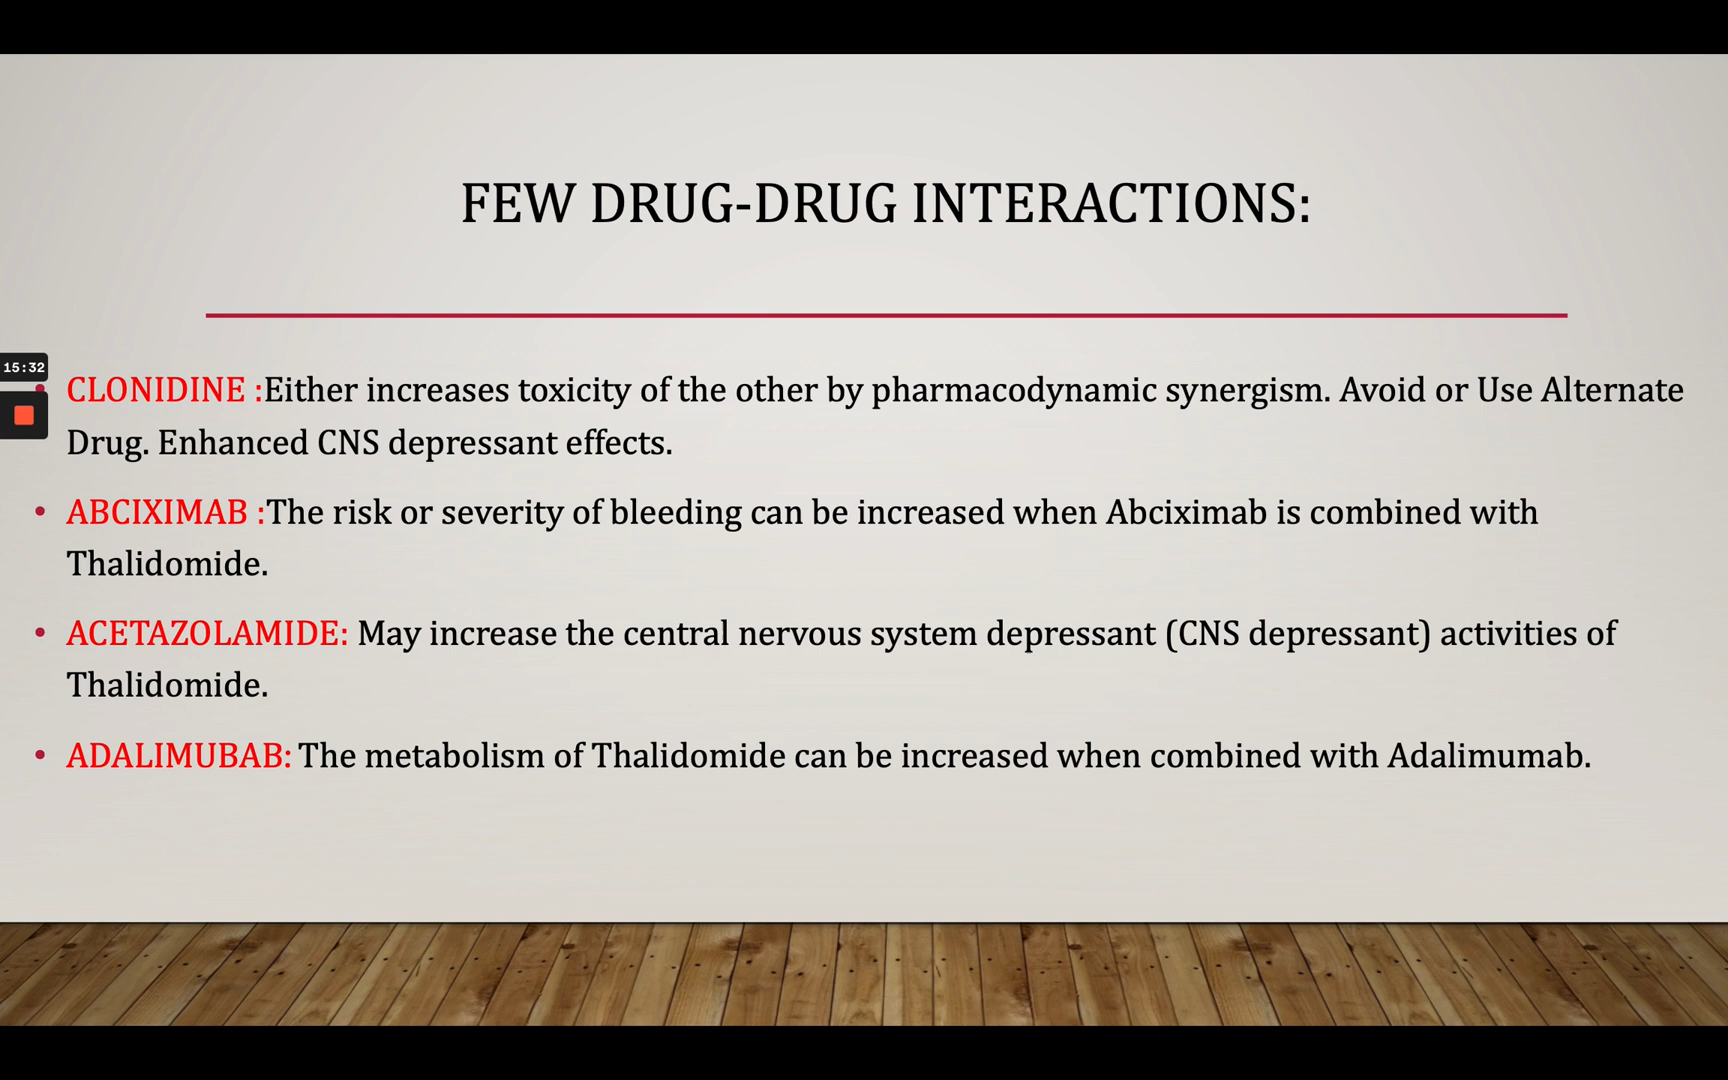 FEW DRUG-DRUG INTERACTIONS:
15:32
• CLONIDINE :Either increases toxicity of the other by pharmacodynamic synergism. Avoid or Use Alternate
Drug. Enhanced CNS depressant effects.
• ABCIXIMAB :The risk or severity of bleeding can be increased when Abciximab is combined with
Thalidomide.
• ACETAZOLAMIDE: May increase the central nervous system depressant (CNS depressant) activities of
Thalidomide.
• ADALIMUBAB: The metabolism of Thalidomide can be increased when combined with Adalimumab.